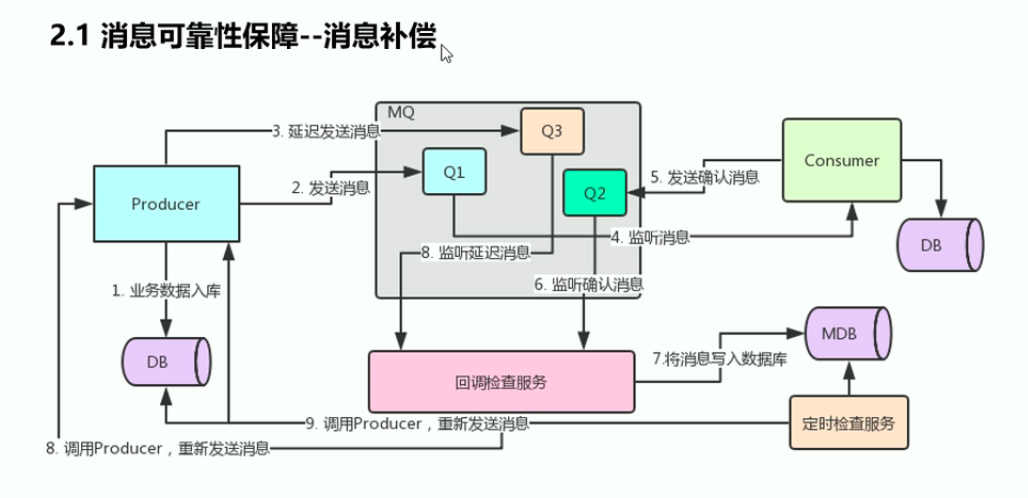 2.1 消息可靠性保障--消息补偿
MQ
3. 延迟发送消息
Q3
Q1
Consumer
2. 发送消息
5. 发送确认消息
Q2
Producer
4. 监听消息
DB
8. 监听延迟消息
6. 监听确认消息
1. 业务数据入库
MDB
DB
7.将消息写入数据库
回调检查服务
9. 调用Producer，重新发送消息
定时检查服务
8. 调用Producer，重新发送消息